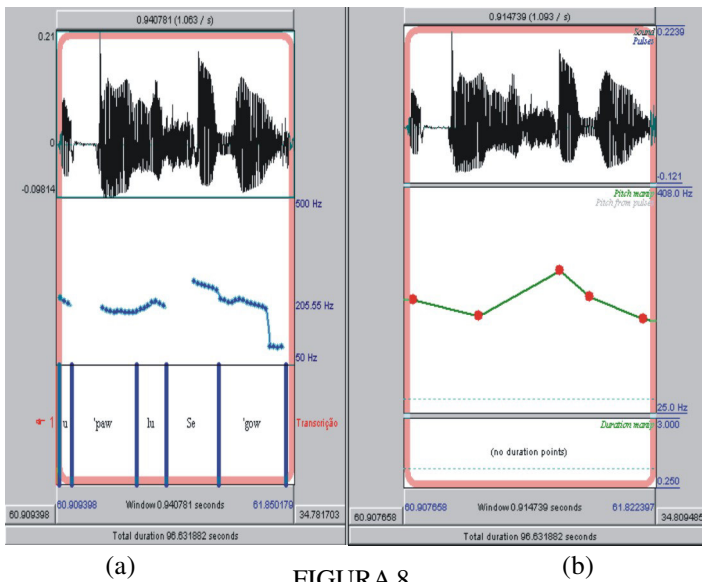 0.940781 (1.063 / s)
0.21
0
-0.09814
500 Hz
205.55 Hz
50 Hz
1
u
'paw
lu
Se
'gow
Transcrição
60.909398
Window 0.940781 seconds
61.850179
60.909398
34.781703
Total duration 96.631882 seconds
(a)
0.914739 (1.093 / s)
Sound
Pulses
0.2239
-0.121
Pitch manip
Pitch from pulses
408.0 Hz
25.0 Hz
Duration manip
3.000
(no duration points)
0.250
60.907658
Window 0.914739 seconds
61.822397
60.907658
34.809485
Total duration 96.631882 seconds
(b)
FIGURA 8